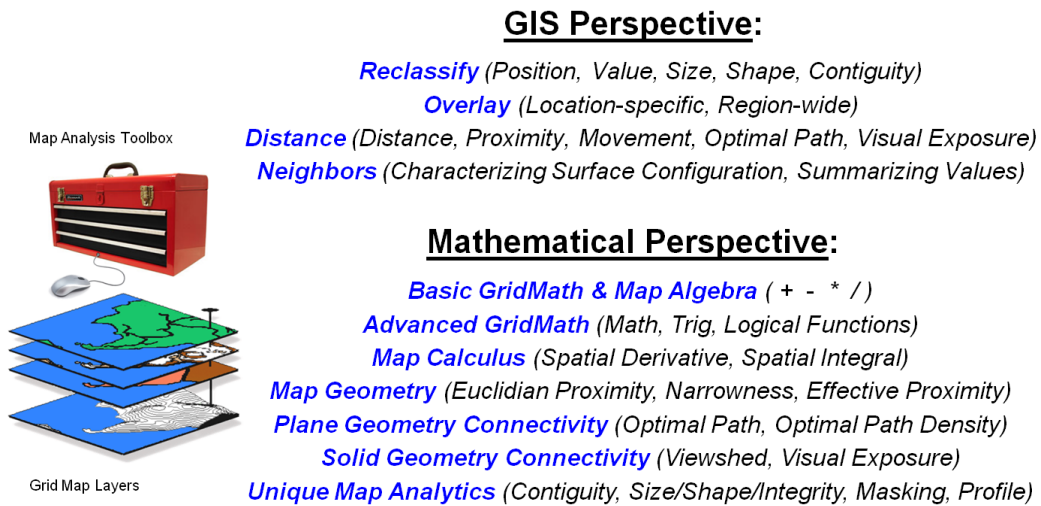 GIS Perspective:
Reclassify (Position, Value, Size, Shape, Contiguity)
Overlay (Location-specific, Region-wide)
Distance (Distance, Proximity, Movement, Optimal Path, Visual Exposure)
Neighbors (Characterizing Surface Configuration, Summarizing Values)
Map Analysis Toolbox
Mathematical Perspective:
Basic GridMath & Map Algebra ( + - * / )
Advanced GridMath (Math, Trig, Logical Functions)
Map Calculus (Spatial Derivative, Spatial Integral)
Map Geometry (Euclidian Proximity, Narrowness, Effective Proximity)
Plane Geometry Connectivity (Optimal Path, Optimal Path Density)
Solid Geometry Connectivity (Viewshed, Visual Exposure)
Unique Map Analytics (Contiguity, Size/Shape/Integrity, Masking, Profile)
Grid Map Layers